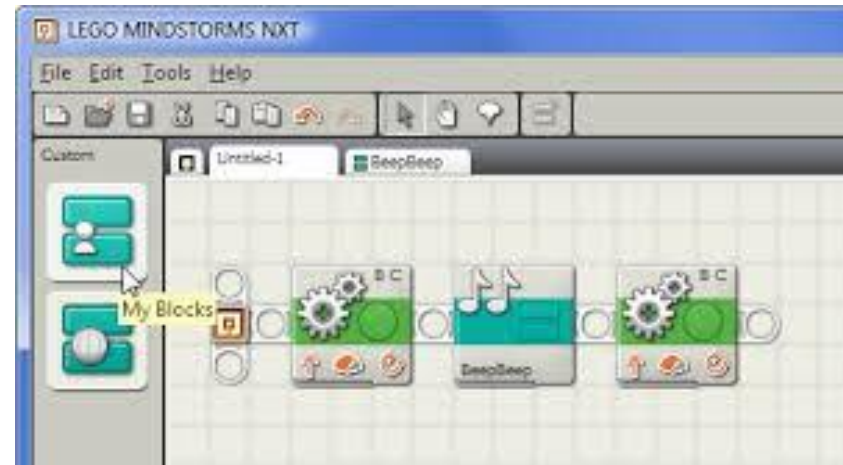 LEGO MINDSTORMS NXT
File Edit Tools Help
Custom
Untitled-1
BeepBeep
My Blocks
B C
B C
BeepBeep